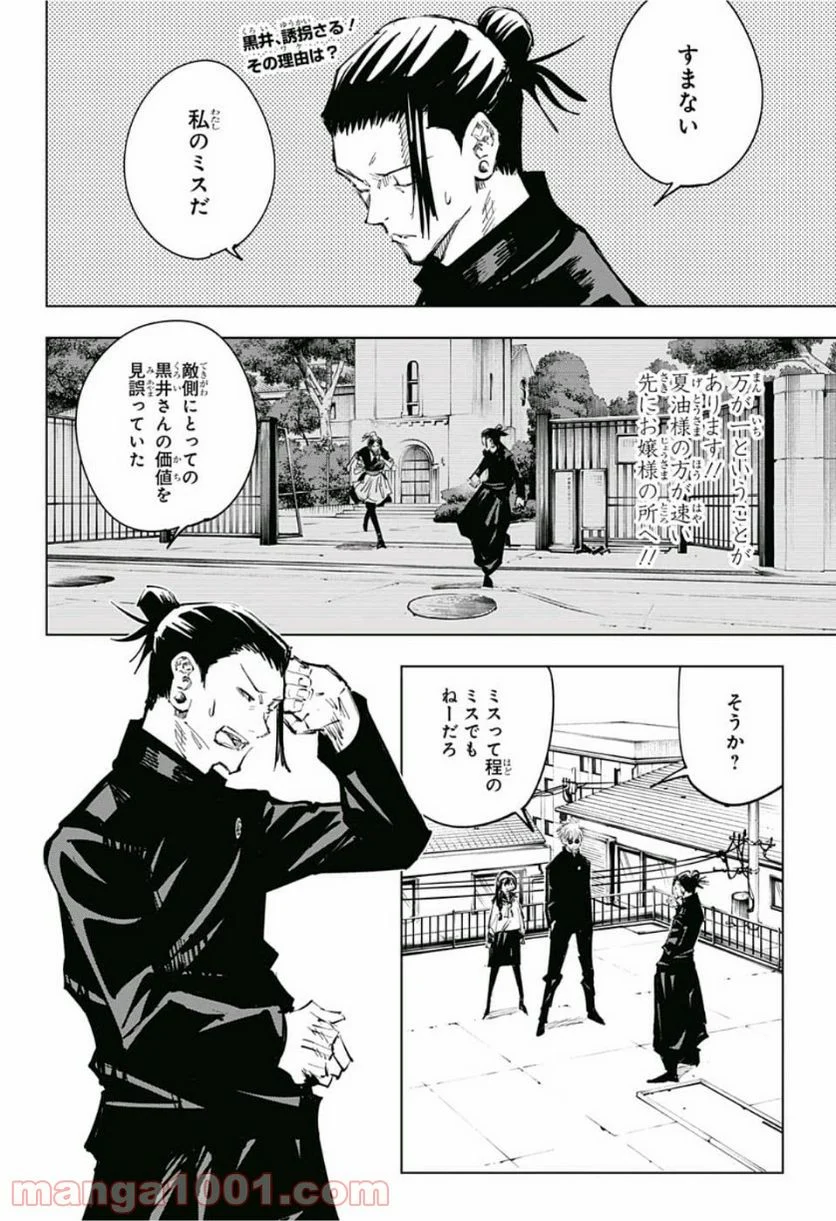 すまない
黒井、誘拐さる!
その理由は?
私のミスだ
万が一ということが
あります!!
夏油様の方が速い
先にお嬢様の所へ!!
敵側にとっての
黒井さんの価値を
見誤っていた
そうか?
ミスって程の
ミスでも
ねーだろ
manga1001.com